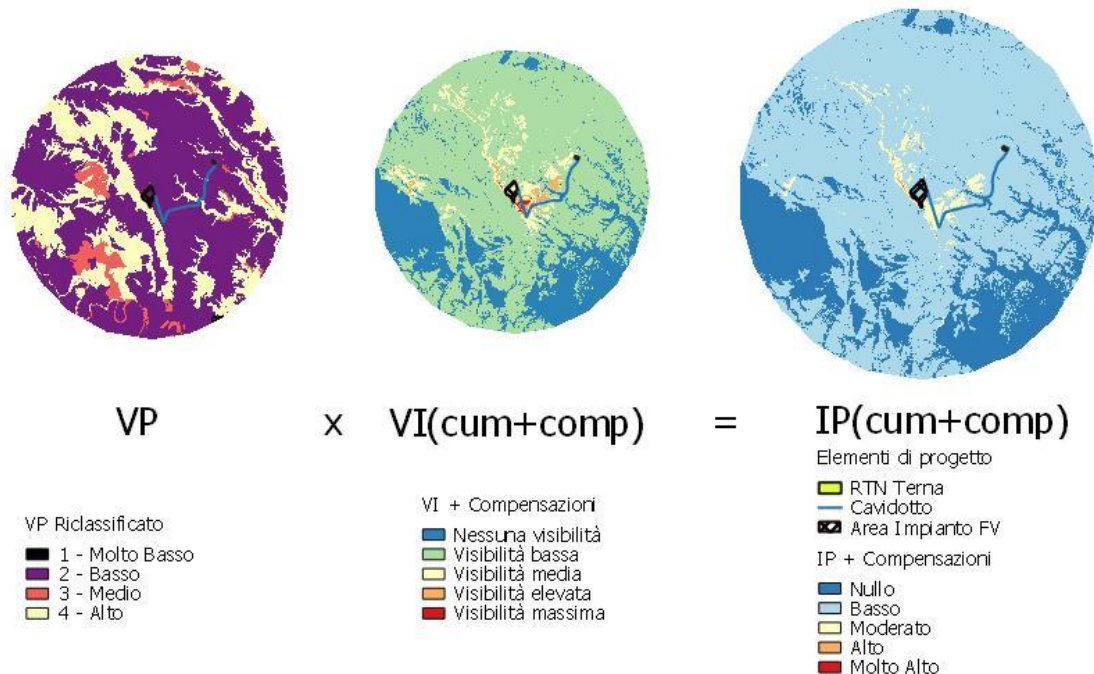 VP x VI(cum+comp) = IP(cum+comp)
VP Riclassificato
1 - Molto Basso
2 - Basso
3 - Medio
4 - Alto
VI + Compensazioni
Nessuna visibilità
Visibilità bassa
Visibilità media
Visibilità elevata
Visibilità massima
Elementi di progetto
RTN Terna
Cavidotto
Area Impianto FV
IP + Compensazioni
Nullo
Basso
Moderato
Alto
Molto Alto